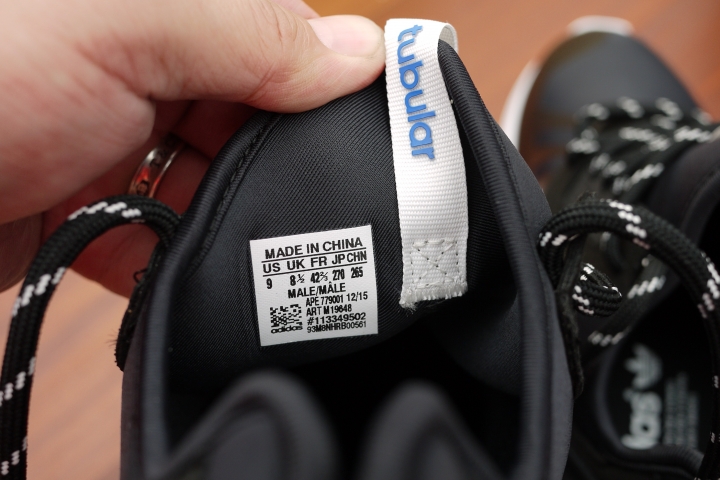 tubular
MADE IN CHINA
US UK FR JP CHN
9 8½ 42⅔ 270 265
MALE/MÂLE
APE 779001 12/15
ART M19648
#113349502
adidas
93M8NHRB00561